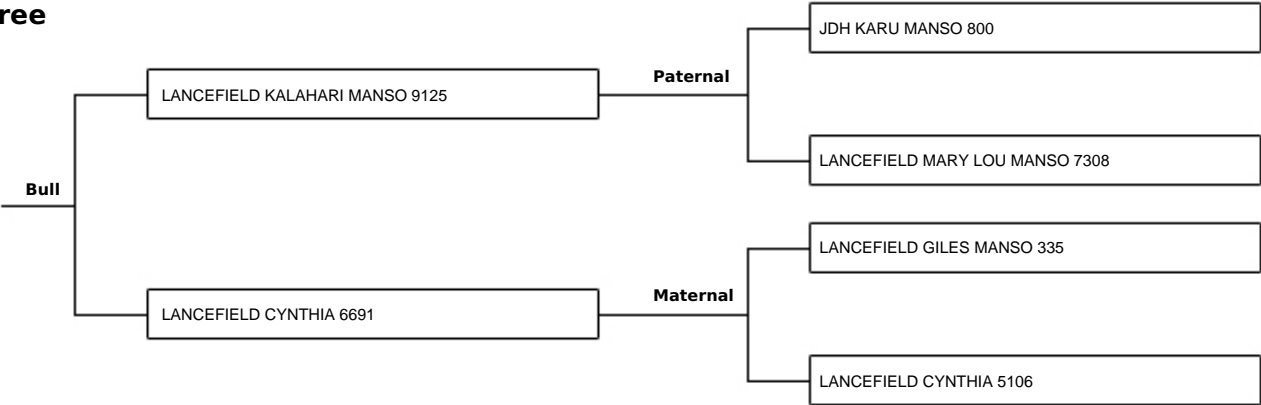 ree
JDH KARU MANSO 800
Paternal
LANCEFIELD KALAHARI MANSO 9125
LANCEFIELD MARY LOU MANSO 7308
Bull
LANCEFIELD GILES MANSO 335
Maternal
LANCEFIELD CYNTHIA 6691
LANCEFIELD CYNTHIA 5106